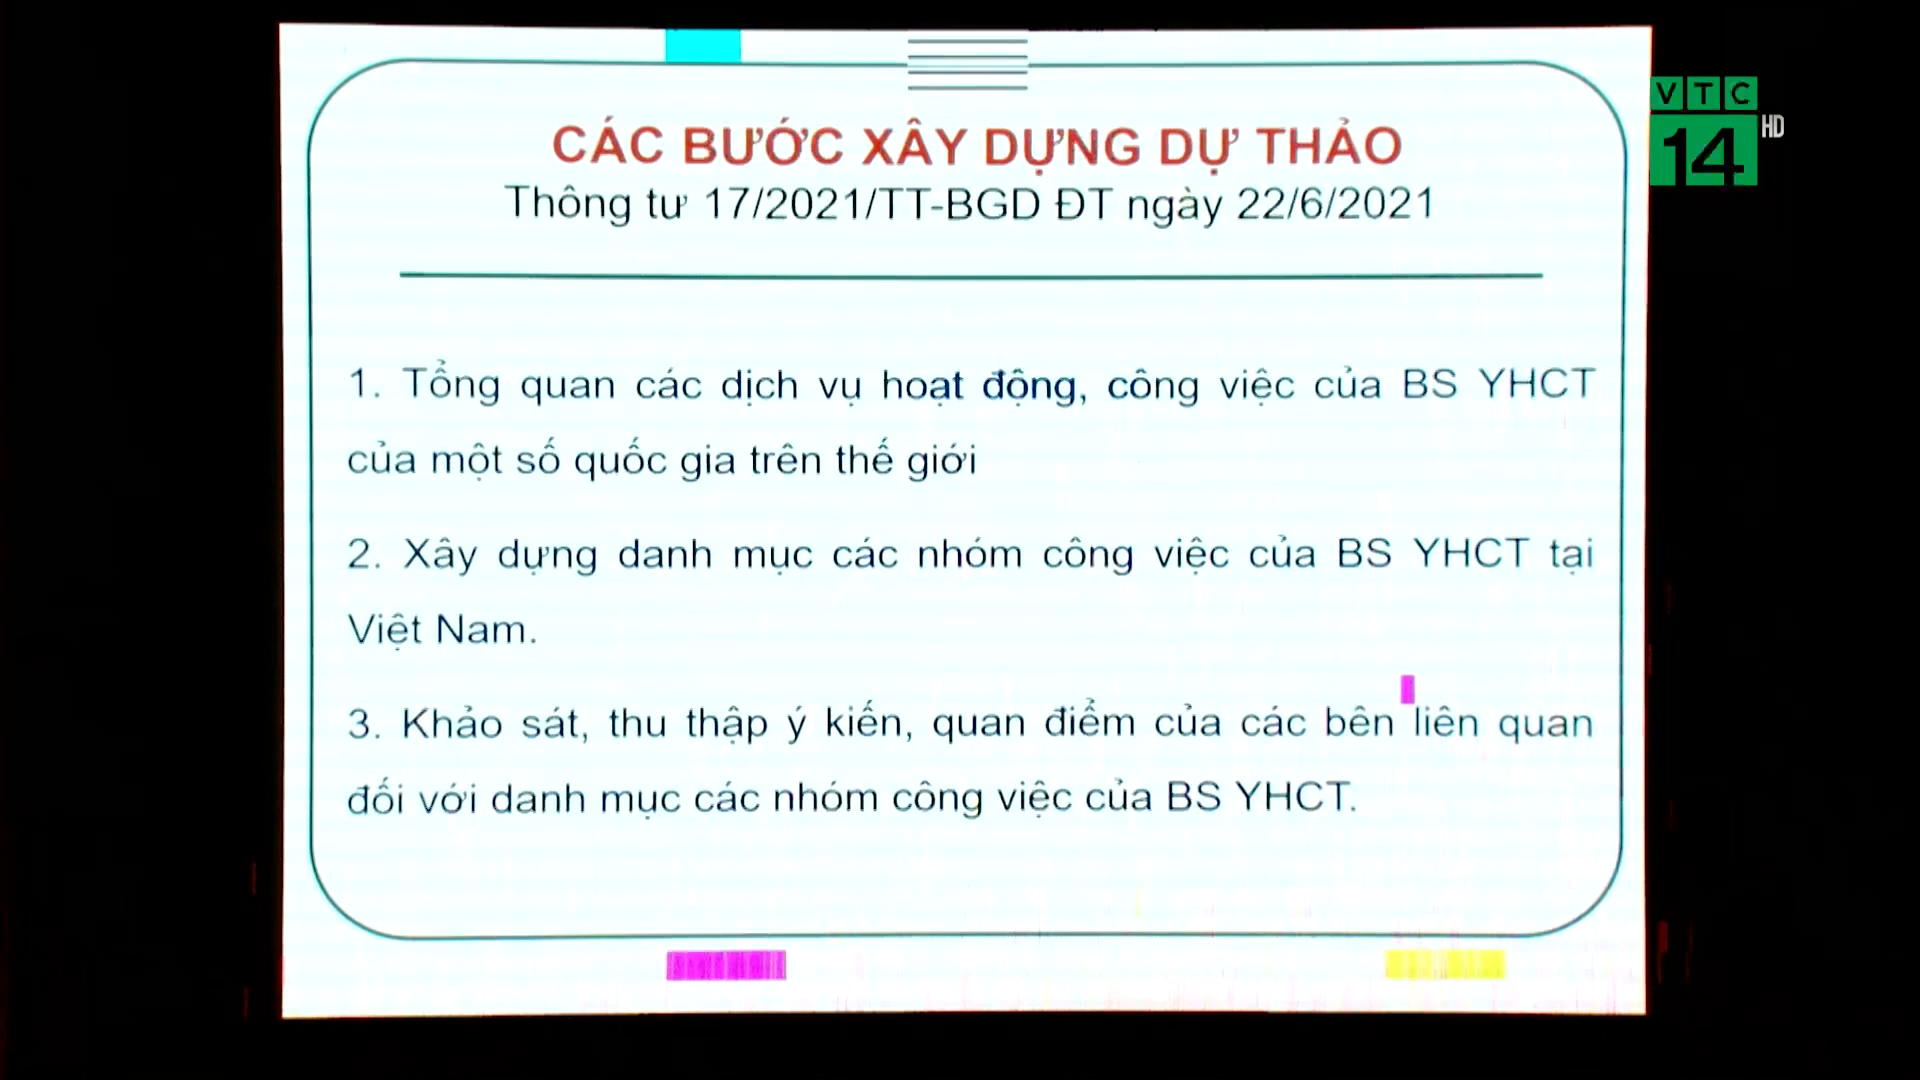 CÁC BƯỚC XÂY DỰNG DỰ THẢO
Thông tư 17/2021/TT-BGD ĐT ngày 22/6/2021
1. Tổng quan các dịch vụ hoạt động, công việc của BS YHCT
của một số quốc gia trên thế giới
2. Xây dựng danh mục các nhóm công việc của BS YHCT tại
Việt Nam.
3. Khảo sát, thu thập ý kiến, quan điểm của các bên liên quan
đối với danh mục các nhóm công việc của BS YHCT.
VTC
14 HD